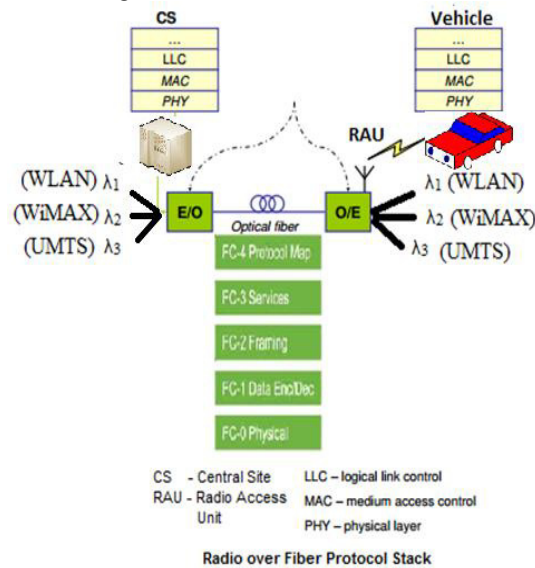 CS
Vehicle
...
LLC
MAC
PHY
...
LLC
MAC
PHY
RAU
(WLAN) λ1
(WiMAX) λ2
(UMTS) λ3
E/O
Optical fiber
O/E
λ1 (WLAN)
λ2 (WiMAX)
λ3 (UMTS)
FC-4 Protocol Map
FC-3 Services
FC-2 Framing
FC-1 Data Enc/Dec
FC-0 Physical
CS - Central Site
RAU - Radio Access
Unit
LLC – logical link control
MAC – medium access control
PHY – physical layer
Radio over Fiber Protocol Stack